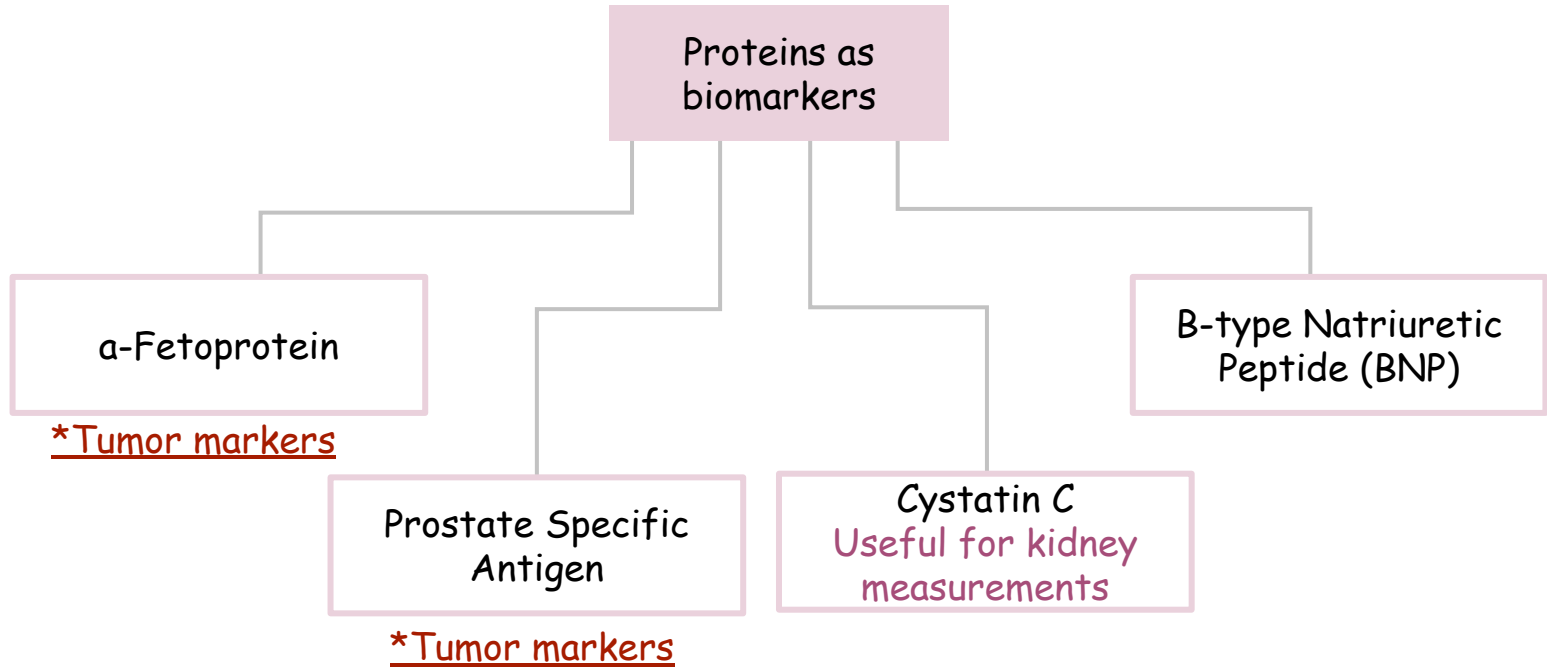 Proteins as
biomarkers
α-Fetoprotein
*Tumor markers
Prostate Specific
Antigen
*Tumor markers
Cystatin C
Useful for kidney
measurements
B-type Natriuretic
Peptide (BNP)